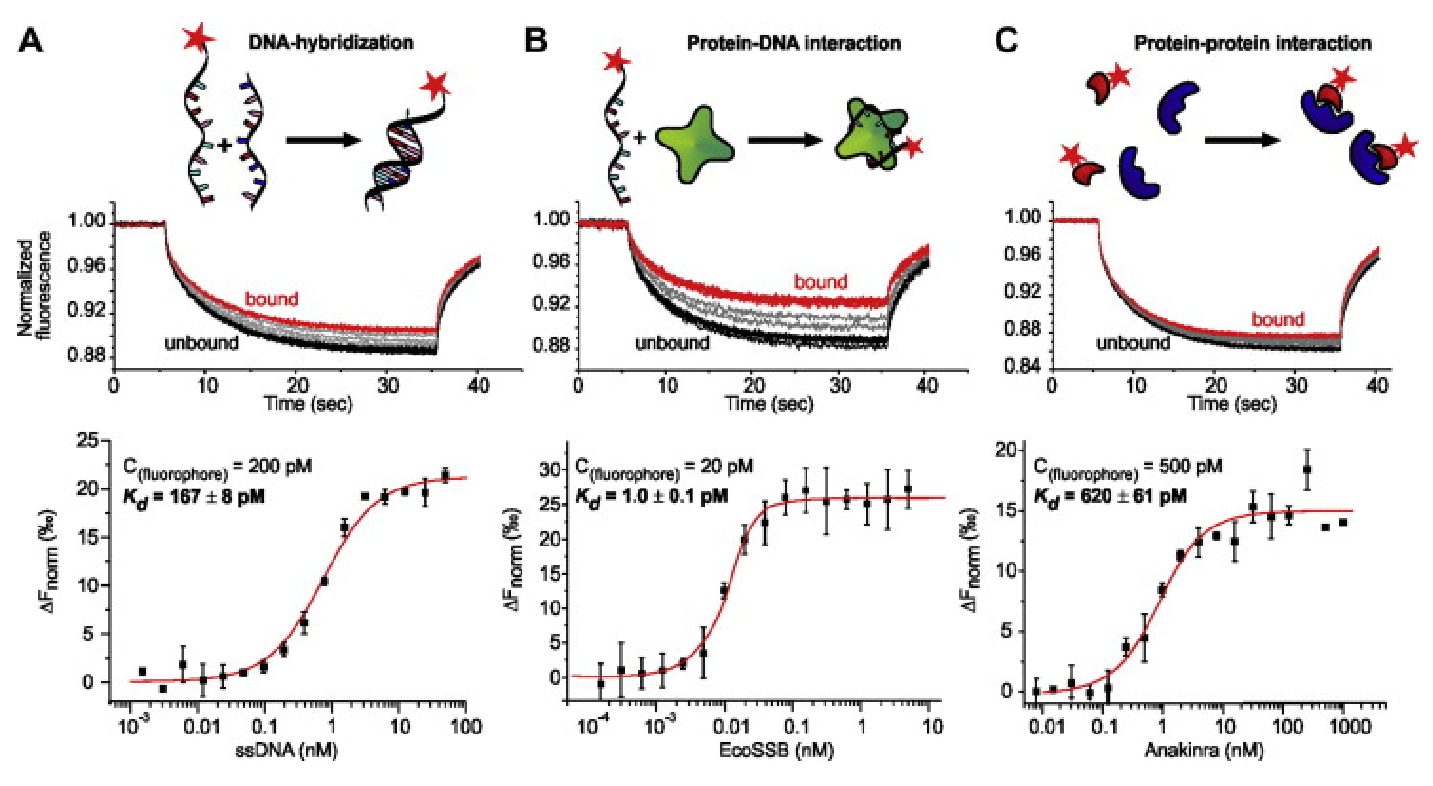 A DNA-hybridization
B Protein-DNA interaction
C Protein-protein interaction
Normalized
fluorescence
1.00
0.96
0.92
0.88
bound
unbound
0 10 20 30 40
Time (sec)
1.00
0.96
0.92
0.88
bound
unbound
0 10 20 30 40
Time (sec)
1.00
0.96
0.92
0.88
0.84
bound
unbound
0 10 20 30 40
Time (sec)
ΔFnorm (‰)
25
20
15
10
5
0
C(fluorophore) = 200 pM
Kd = 167 ± 8 pM
10-3 0.01 0.1 1 10 100
ssDNA (nM)
ΔFnorm (‰)
30
25
20
15
10
5
0
C(fluorophore) = 20 pM
Kd = 1.0 ± 0.1 pM
10-4 10-3 0.01 0.1 1 10
EcoSSB (nM)
ΔFnorm (‰)
20
15
10
5
0
C(fluorophore) = 500 pM
Kd = 620 ± 61 pM
0.01 0.1 1 10 100 1000
Anakinra (nM)